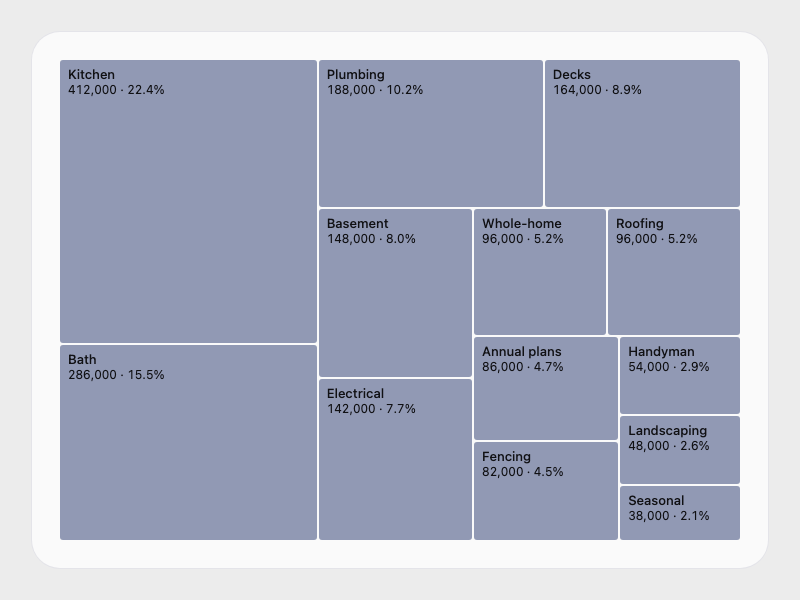 Kitchen
412,000 · 22.4%
Plumbing
188,000 · 10.2%
Decks
164,000 · 8.9%
Basement
148,000 · 8.0%
Whole-home
96,000 · 5.2%
Roofing
96,000 · 5.2%
Bath
286,000 · 15.5%
Electrical
142,000 · 7.7%
Annual plans
86,000 · 4.7%
Handyman
54,000 · 2.9%
Fencing
82,000 · 4.5%
Landscaping
48,000 · 2.6%
Seasonal
38,000 · 2.1%